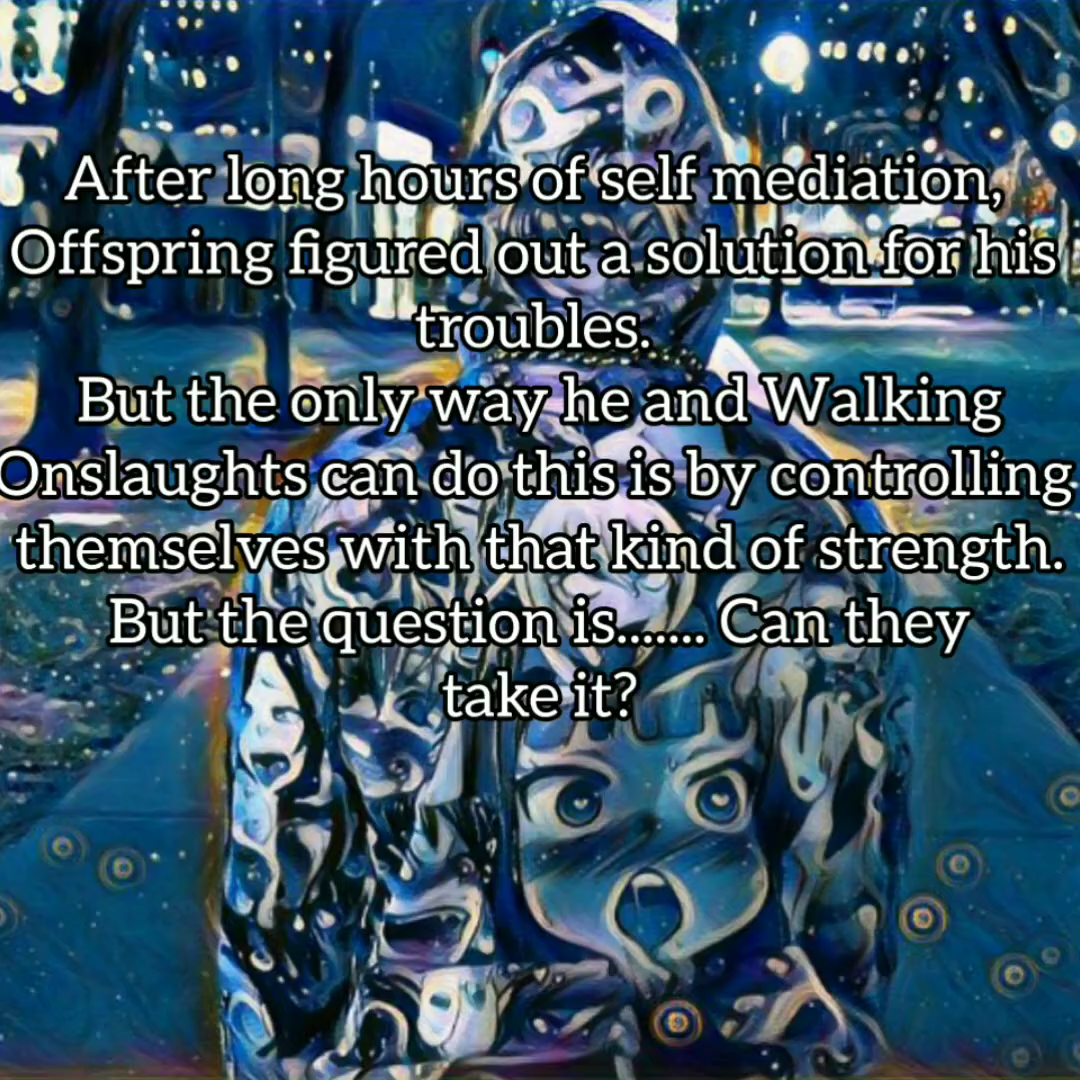 After long hours of self mediation,
Offspring figured out a solution for his
troubles.
But the only way he and Walking
Onslaughts can do this is by controlling
themselves with that kind of strength.
But the question is....... Can they
take it?